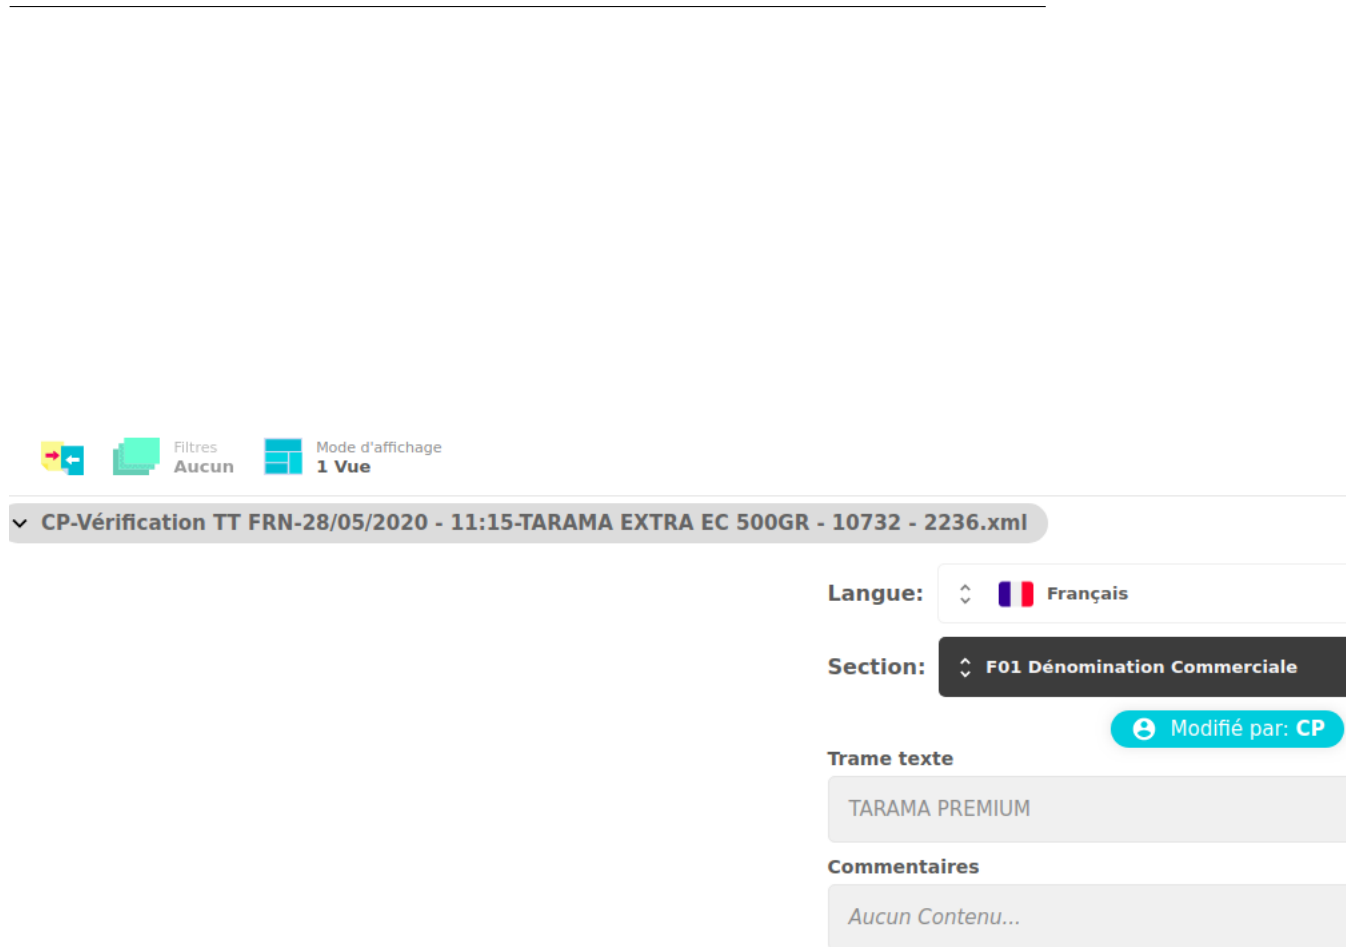 Filtres
Aucun
Mode d'affichage
1 Vue
CP-Vérification TT FRN-28/05/2020 - 11:15-TARAMA EXTRA EC 500GR - 10732 - 2236.xml
Langue: Français
Section: F01 Dénomination Commerciale
Modifié par: CP
Trame texte
TARAMA PREMIUM
Commentaires
Aucun Contenu...